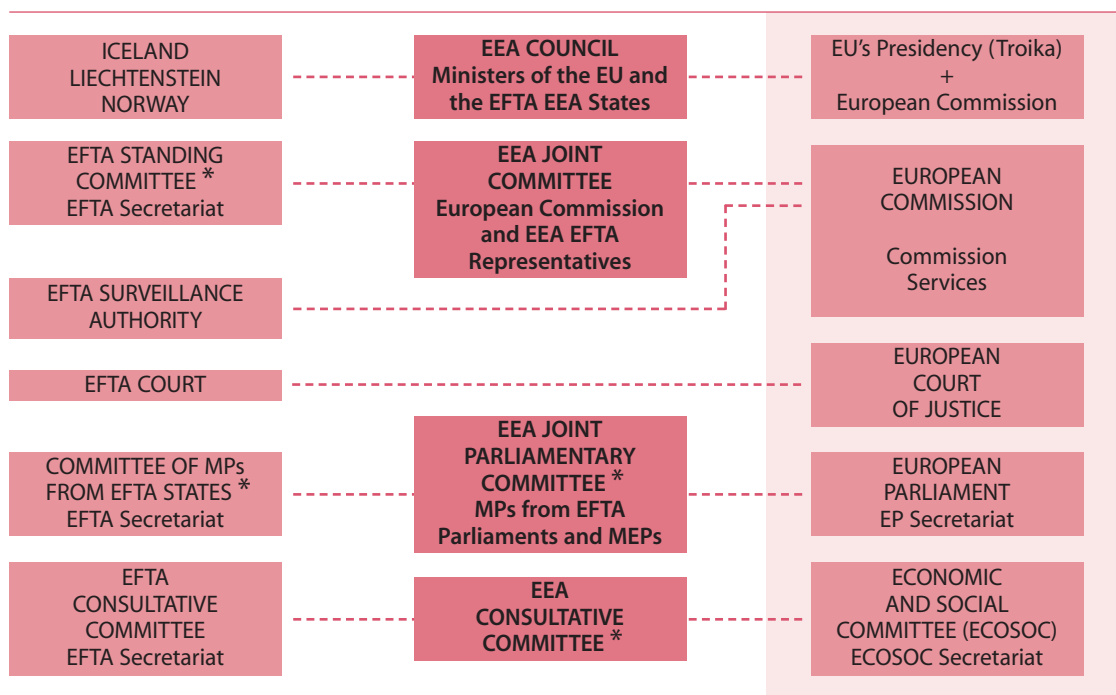 ICELAND
LIECHTENSTEIN
NORWAY
EEA COUNCIL
Ministers of the EU and
the EFTA EEA States
EU's Presidency (Troika)
+
European Commission
EFTA STANDING
COMMITTEE *
EFTA Secretariat
EEA JOINT
COMMITTEE
European Commission
and EEA EFTA
Representatives
EUROPEAN
COMMISSION
Commission
Services
EFTA SURVEILLANCE
AUTHORITY
EFTA COURT
EUROPEAN
COURT
OF JUSTICE
COMMITTEE OF MPs
FROM EFTA STATES *
EFTA Secretariat
EEA JOINT
PARLIAMENTARY
COMMITTEE *
MPs from EFTA
Parliaments and MEPs
EUROPEAN
PARLIAMENT
EP Secretariat
EFTA
CONSULTATIVE
COMMITTEE
EFTA Secretariat
EEA
CONSULTATIVE
COMMITTEE *
ECONOMIC
AND SOCIAL
COMMITTEE (ECOSOC)
ECOSOC Secretariat